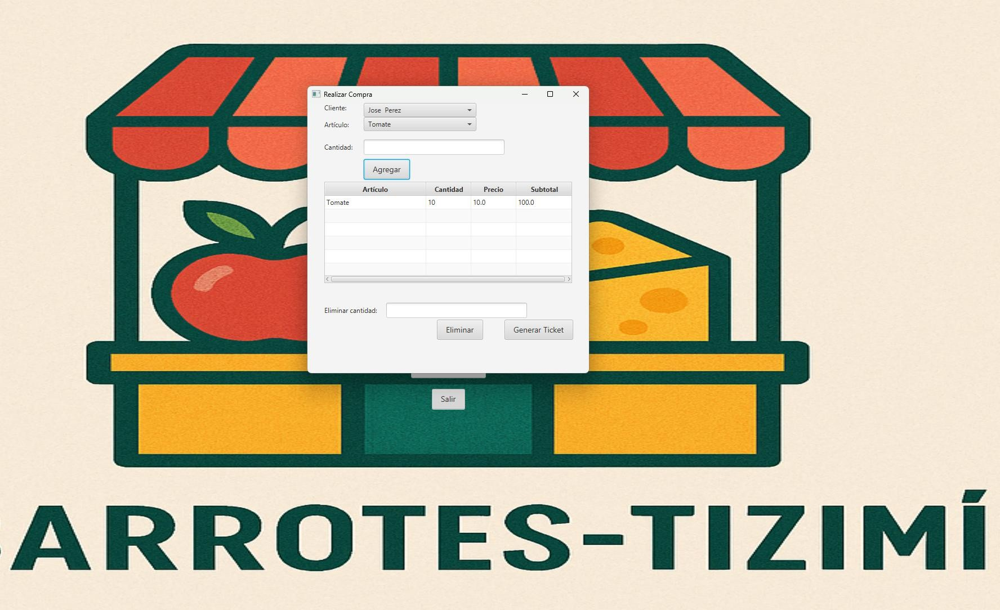 Realizar Compra
Cliente: Jose  Perez
Artículo: Tomate
Cantidad:
Agregar
Artículo Cantidad Precio Subtotal
Tomate 10 10.0 100.0
Eliminar cantidad:
Eliminar Generar Ticket
Salir
ARROTES-TIZIMÍ